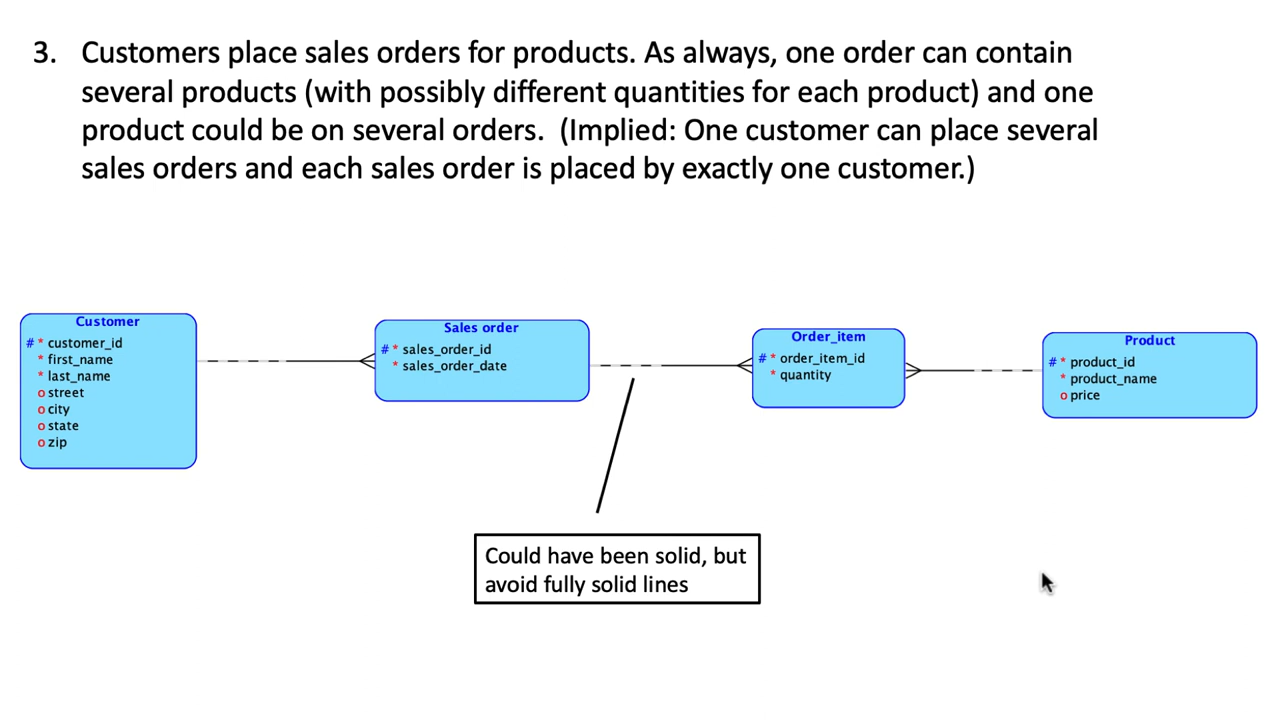 3. Customers place sales orders for products. As always, one order can contain
several products (with possibly different quantities for each product) and one
product could be on several orders.  (Implied: One customer can place several
sales orders and each sales order is placed by exactly one customer.)
Customer
# * customer_id
* first_name
* last_name
o street
o city
o state
o zip
Sales order
# * sales_order_id
* sales_order_date
Order_item
# * order_item_id
* quantity
Product
# * product_id
* product_name
o price
Could have been solid, but
avoid fully solid lines